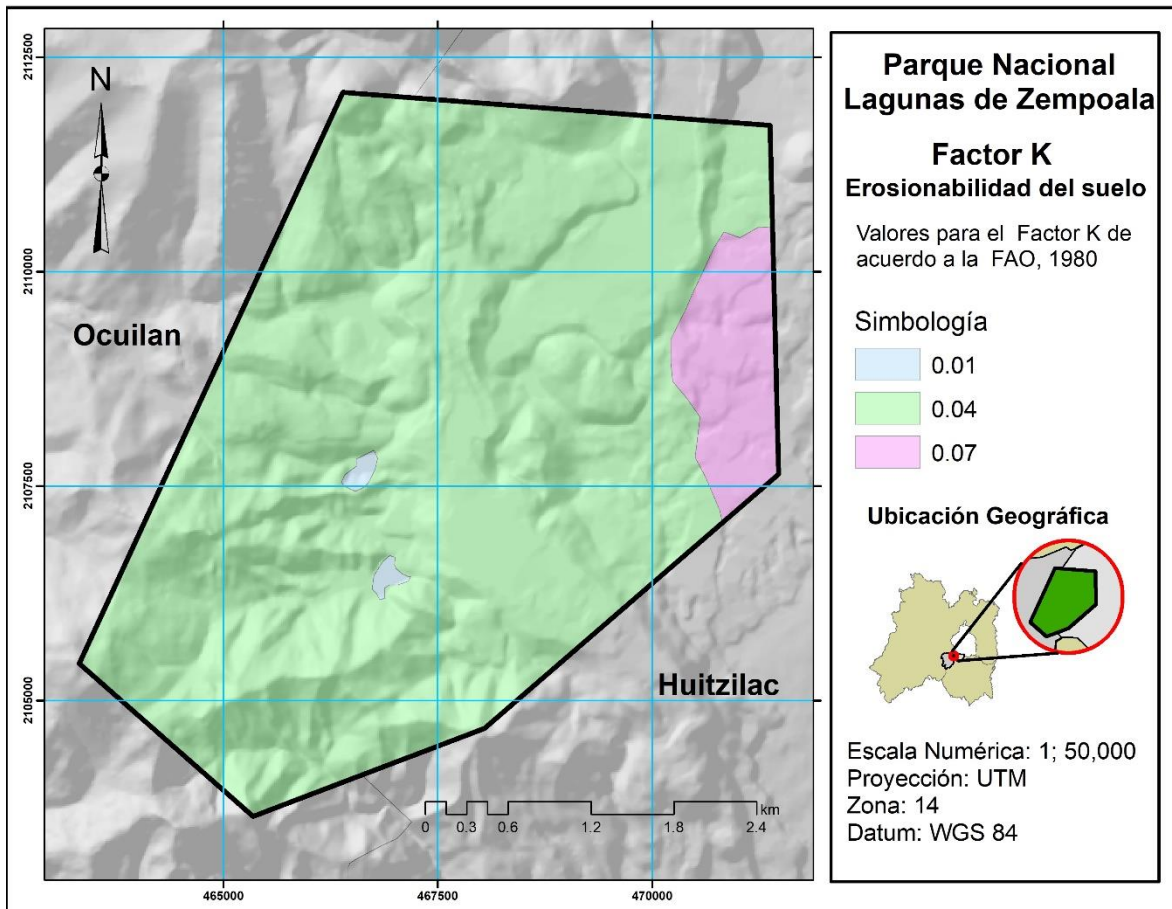 2112500
2110000
2107500
2105000
465000
467500
470000
N
Ocuilan
Huitzilac
0
0.3
0.6
1.2
1.8
2.4
km
Parque Nacional
Lagunas de Zempoala
Factor K
Erosionabilidad del suelo
Valores para el Factor K de
acuerdo a la FAO, 1980
Simbología
0.01
0.04
0.07
Ubicación Geográfica
Escala Numérica: 1; 50,000
Proyección: UTM
Zona: 14
Datum: WGS 84